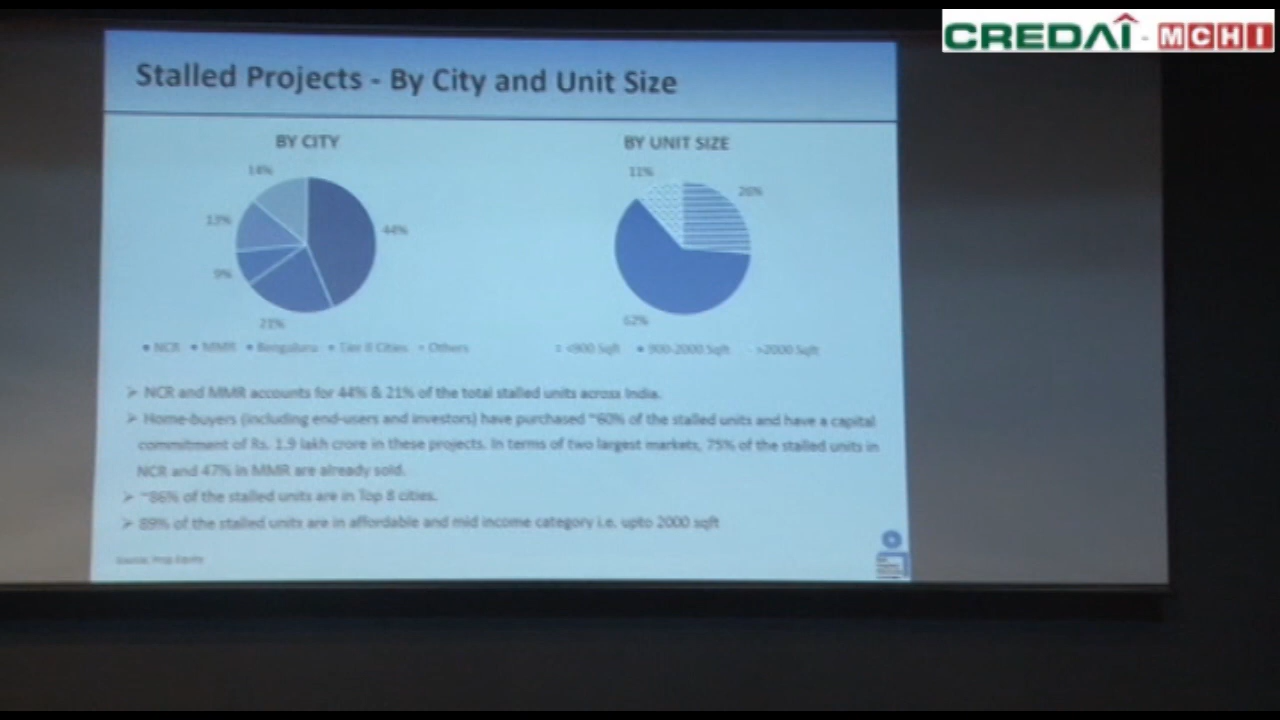 CREDAI - MCHI
Stalled Projects - By City and Unit Size
BY CITY
14%
13%
44%
9%
21%
NCR MMR Bengaluru Tier II Cities Others
BY UNIT SIZE
11%
26%
62%
<900 Sqft 900-2000 Sqft >2000 Sqft
➢ NCR and MMR accounts for 44% & 21% of the total stalled units across India.
➢ Home-buyers (including end-users and investors) have purchased ~60% of the stalled units and have a capital
commitment of Rs. 1.9 lakh crore in these projects. In terms of two largest markets, 75% of the stalled units in
NCR and 47% in MMR are already sold.
➢ ~86% of the stalled units are in Top 8 cities.
➢ 89% of the stalled units are in affordable and mid income category i.e. upto 2000 sqft
Source: Prop Equity